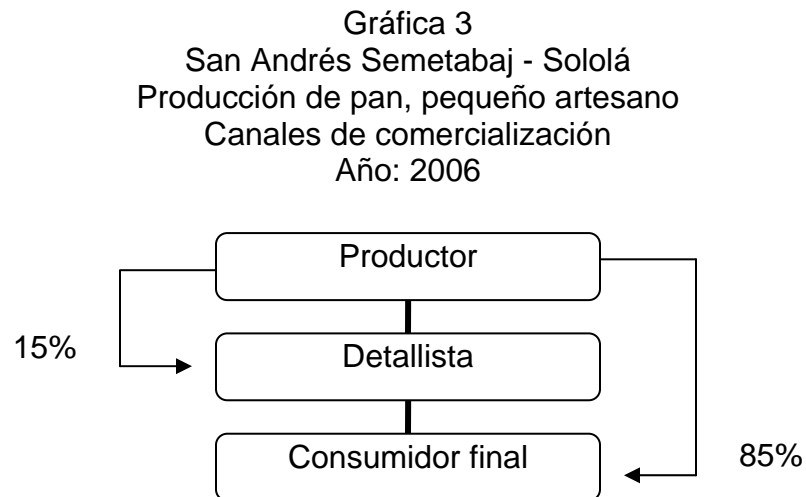 Gráfica 3
San Andrés Semetabaj - Sololá
Producción de pan, pequeño artesano
Canales de comercialización
Año: 2006
Productor
15%
Detallista
Consumidor final
85%